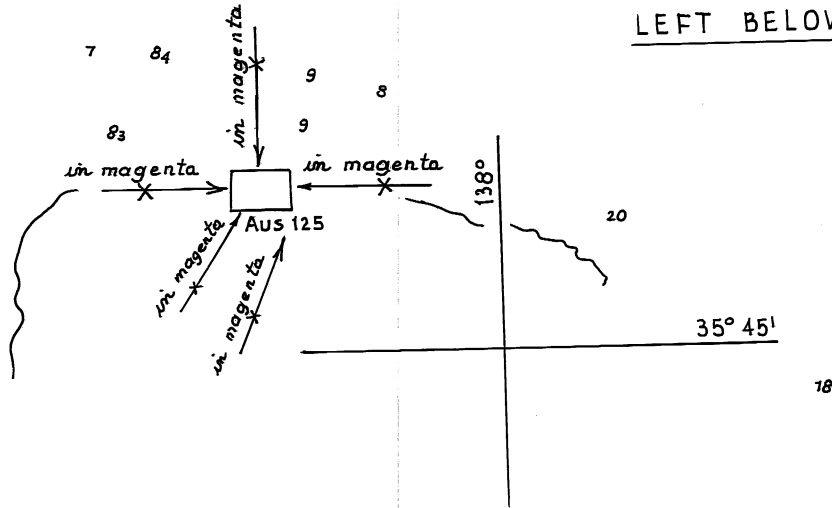 LEFT BELOW
7 8₄
in magenta
9
8
8₃
9
in magenta
in magenta
138°
Aus 125
20
in magenta
in magenta
35° 45'
18